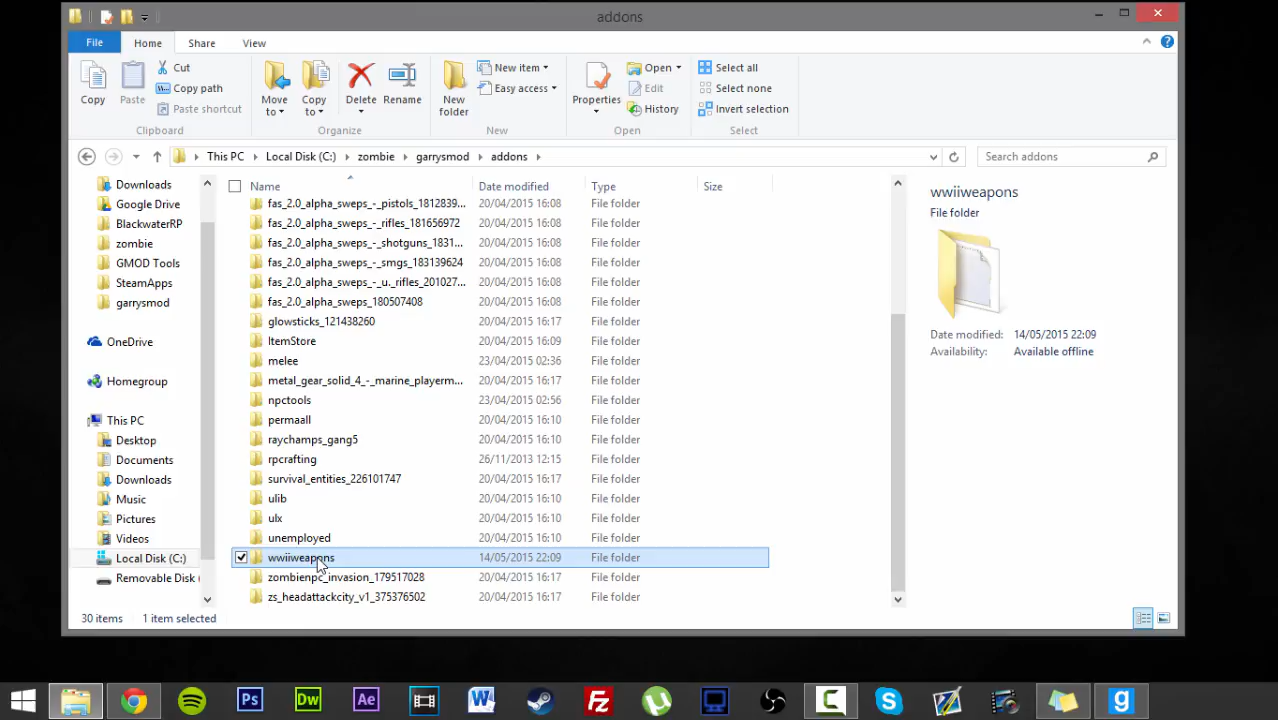 addons
File Home Share View
Copy Paste Cut Copy path Paste shortcut Clipboard
Move to Copy to Delete Rename Organize
New folder New item Easy access New
Properties Open Edit History Open
Select all Select none Invert selection Select
This PC Local Disk (C:) zombie garrysmod addons Search addons
Name Date modified Type Size
Downloads
Google Drive
BlackwaterRP
zombie
GMOD Tools
SteamApps
garrysmod
OneDrive
Homegroup
This PC
Desktop
Documents
Downloads
Music
Pictures
Videos
Local Disk (C:)
Removable Disk (
fas_2.0_alpha_sweps_-_pistols_1812839... 20/04/2015 16:08 File folder
fas_2.0_alpha_sweps_-_rifles_181656972 20/04/2015 16:08 File folder
fas_2.0_alpha_sweps_-_shotguns_1831... 20/04/2015 16:08 File folder
fas_2.0_alpha_sweps_-_smgs_183139624 20/04/2015 16:08 File folder
fas_2.0_alpha_sweps_-_u._rifles_201027... 20/04/2015 16:08 File folder
fas_2.0_alpha_sweps_180507408 20/04/2015 16:08 File folder
glowsticks_121438260 20/04/2015 16:17 File folder
ItemStore 20/04/2015 16:09 File folder
melee 23/04/2015 02:36 File folder
metal_gear_solid_4_-_marine_playerm... 20/04/2015 16:17 File folder
npctools 23/04/2015 02:56 File folder
permaall 20/04/2015 16:10 File folder
raychamps_gang5 20/04/2015 16:10 File folder
rpcrafting 26/11/2013 12:15 File folder
survival_entities_226101747 20/04/2015 16:17 File folder
ulib 20/04/2015 16:10 File folder
ulx 20/04/2015 16:10 File folder
unemployed 20/04/2015 16:10 File folder
wwiiweapons 14/05/2015 22:09 File folder
zombienpc_invasion_179517028 20/04/2015 16:17 File folder
zs_headattackcity_v1_375376502 20/04/2015 16:17 File folder
wwiiweapons
File folder
Date modified: 14/05/2015 22:09
Availability: Available offline
30 items 1 item selected
Ps Dw Ae W Fz C S g